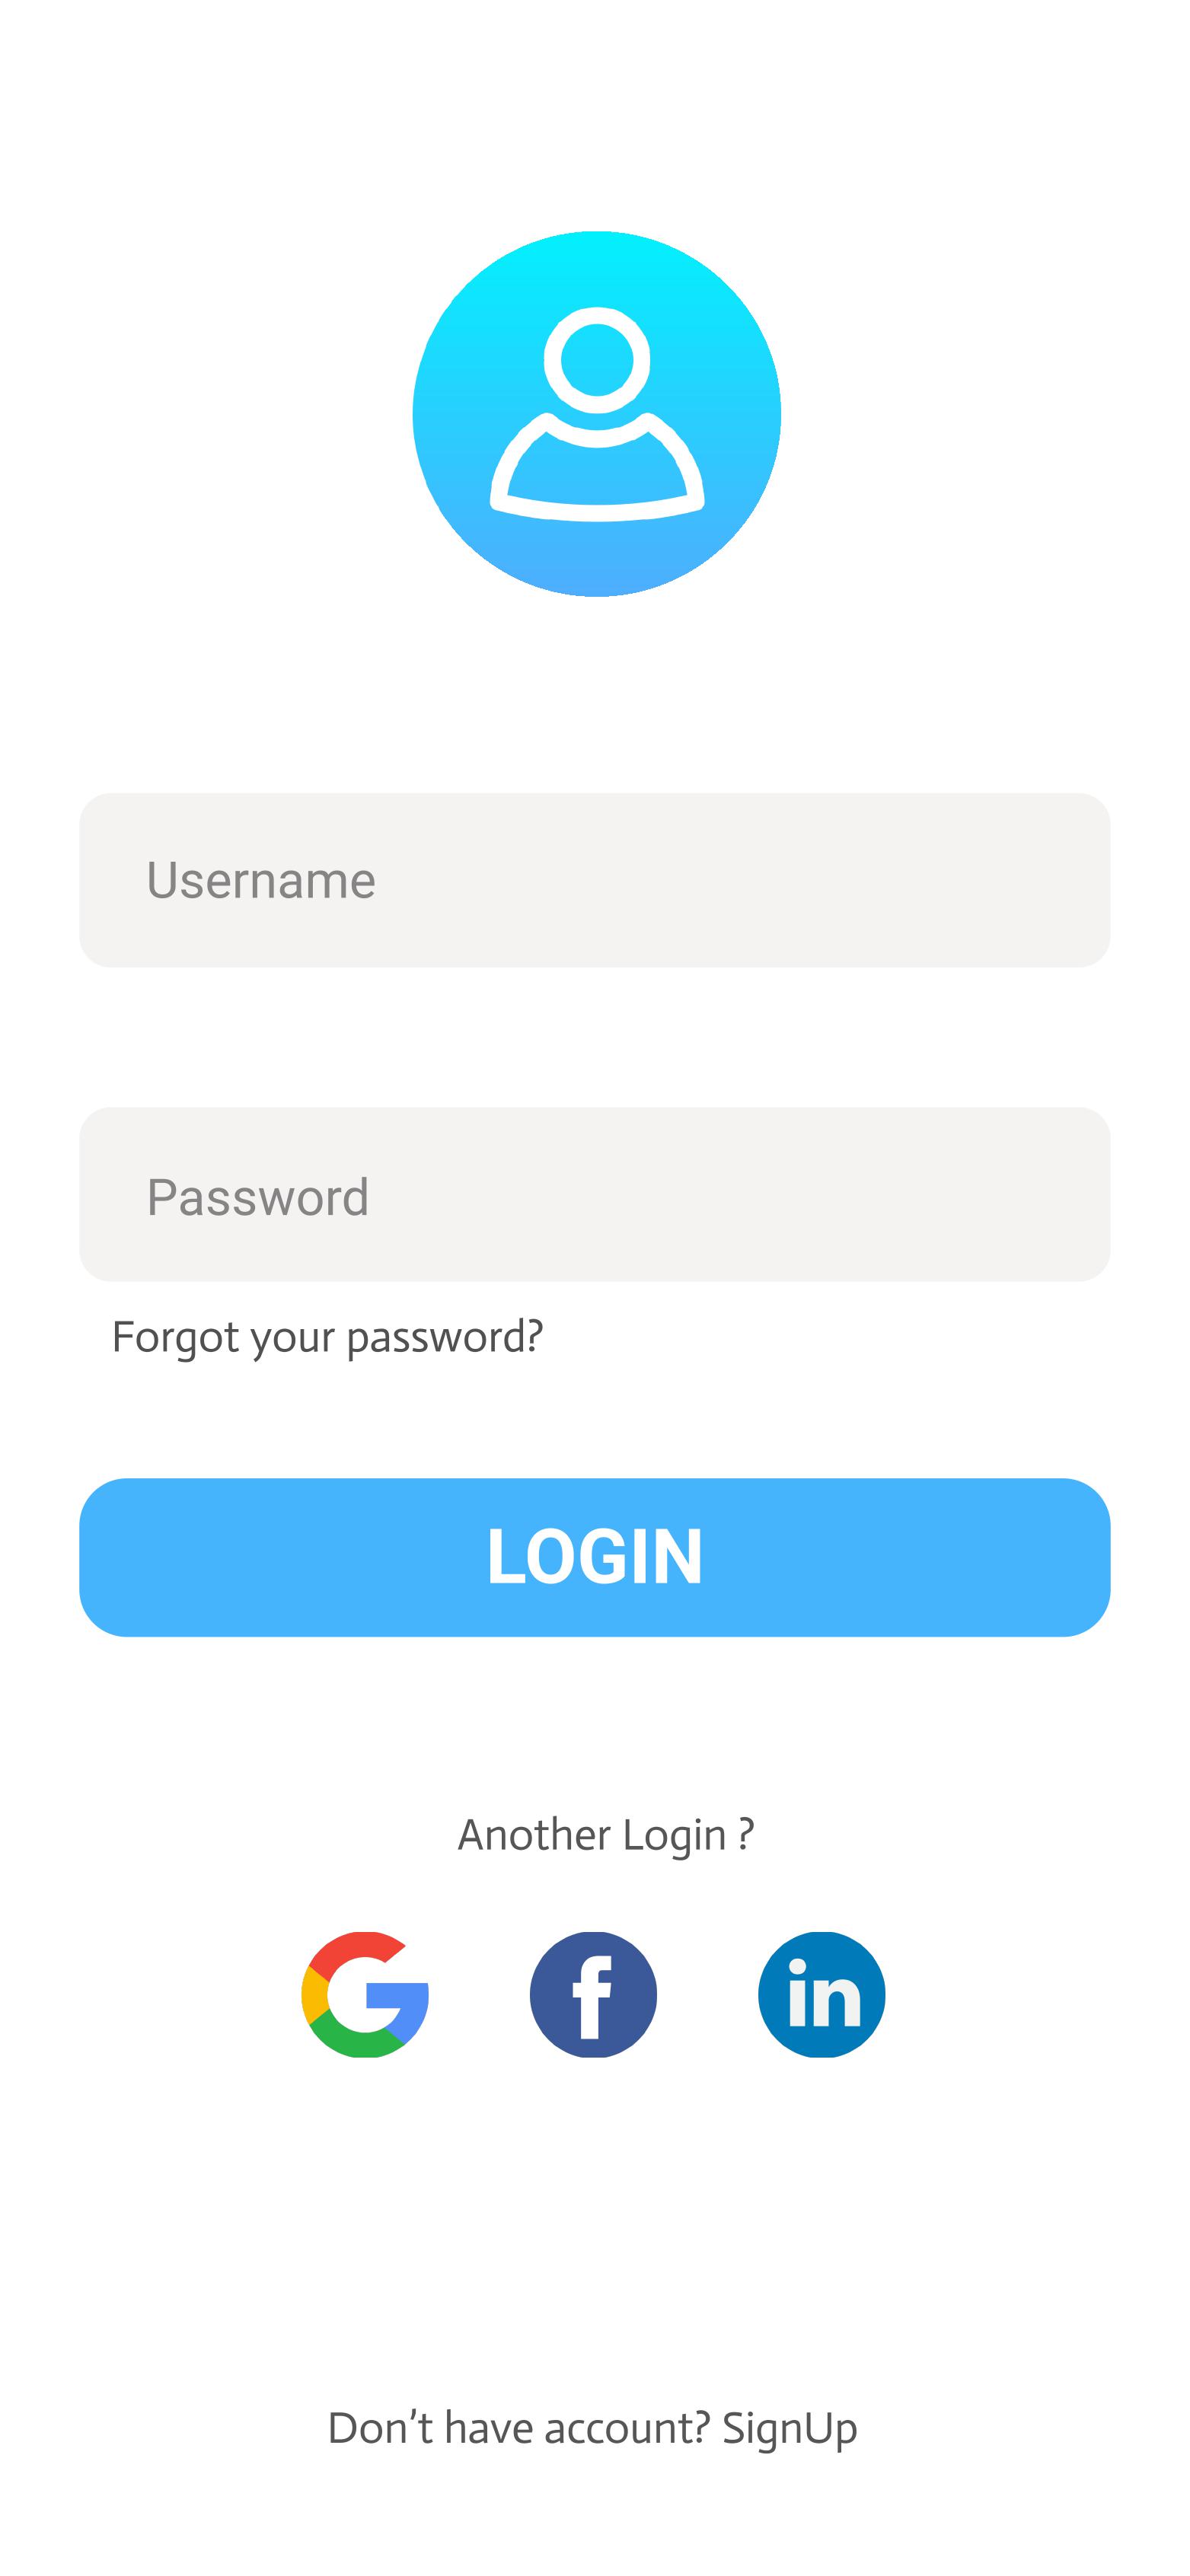 Username
Password
Forgot your password?
LOGIN
Another Login ?
G f in
Don’t have account? SignUp